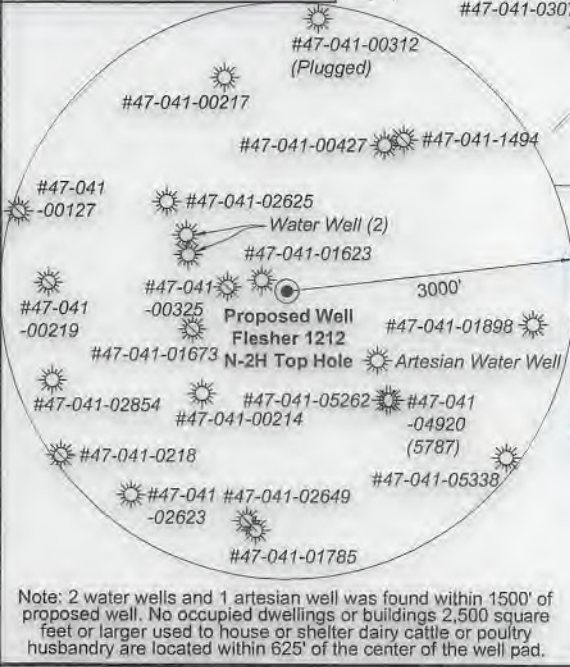 #47-041-0307
#47-041-00312
(Plugged)
#47-041-00217
#47-041-00427
#47-041-1494
#47-041
-00127
#47-041-02625
Water Well (2)
#47-041-01623
#47-041
-00325
3000'
#47-041
-00219
Proposed Well
Flesher 1212
N-2H Top Hole
#47-041-01898
#47-041-01673
Artesian Water Well
#47-041-02854
#47-041-00214
#47-041-05262
#47-041
-04920
(5787)
#47-041-0218
#47-041-05338
#47-041
-02623
#47-041-02649
#47-041-01785
Note: 2 water wells and 1 artesian well was found within 1500' of
proposed well. No occupied dwellings or buildings 2,500 square
feet or larger used to house or shelter dairy cattle or poultry
husbandry are located within 625' of the center of the well pad.